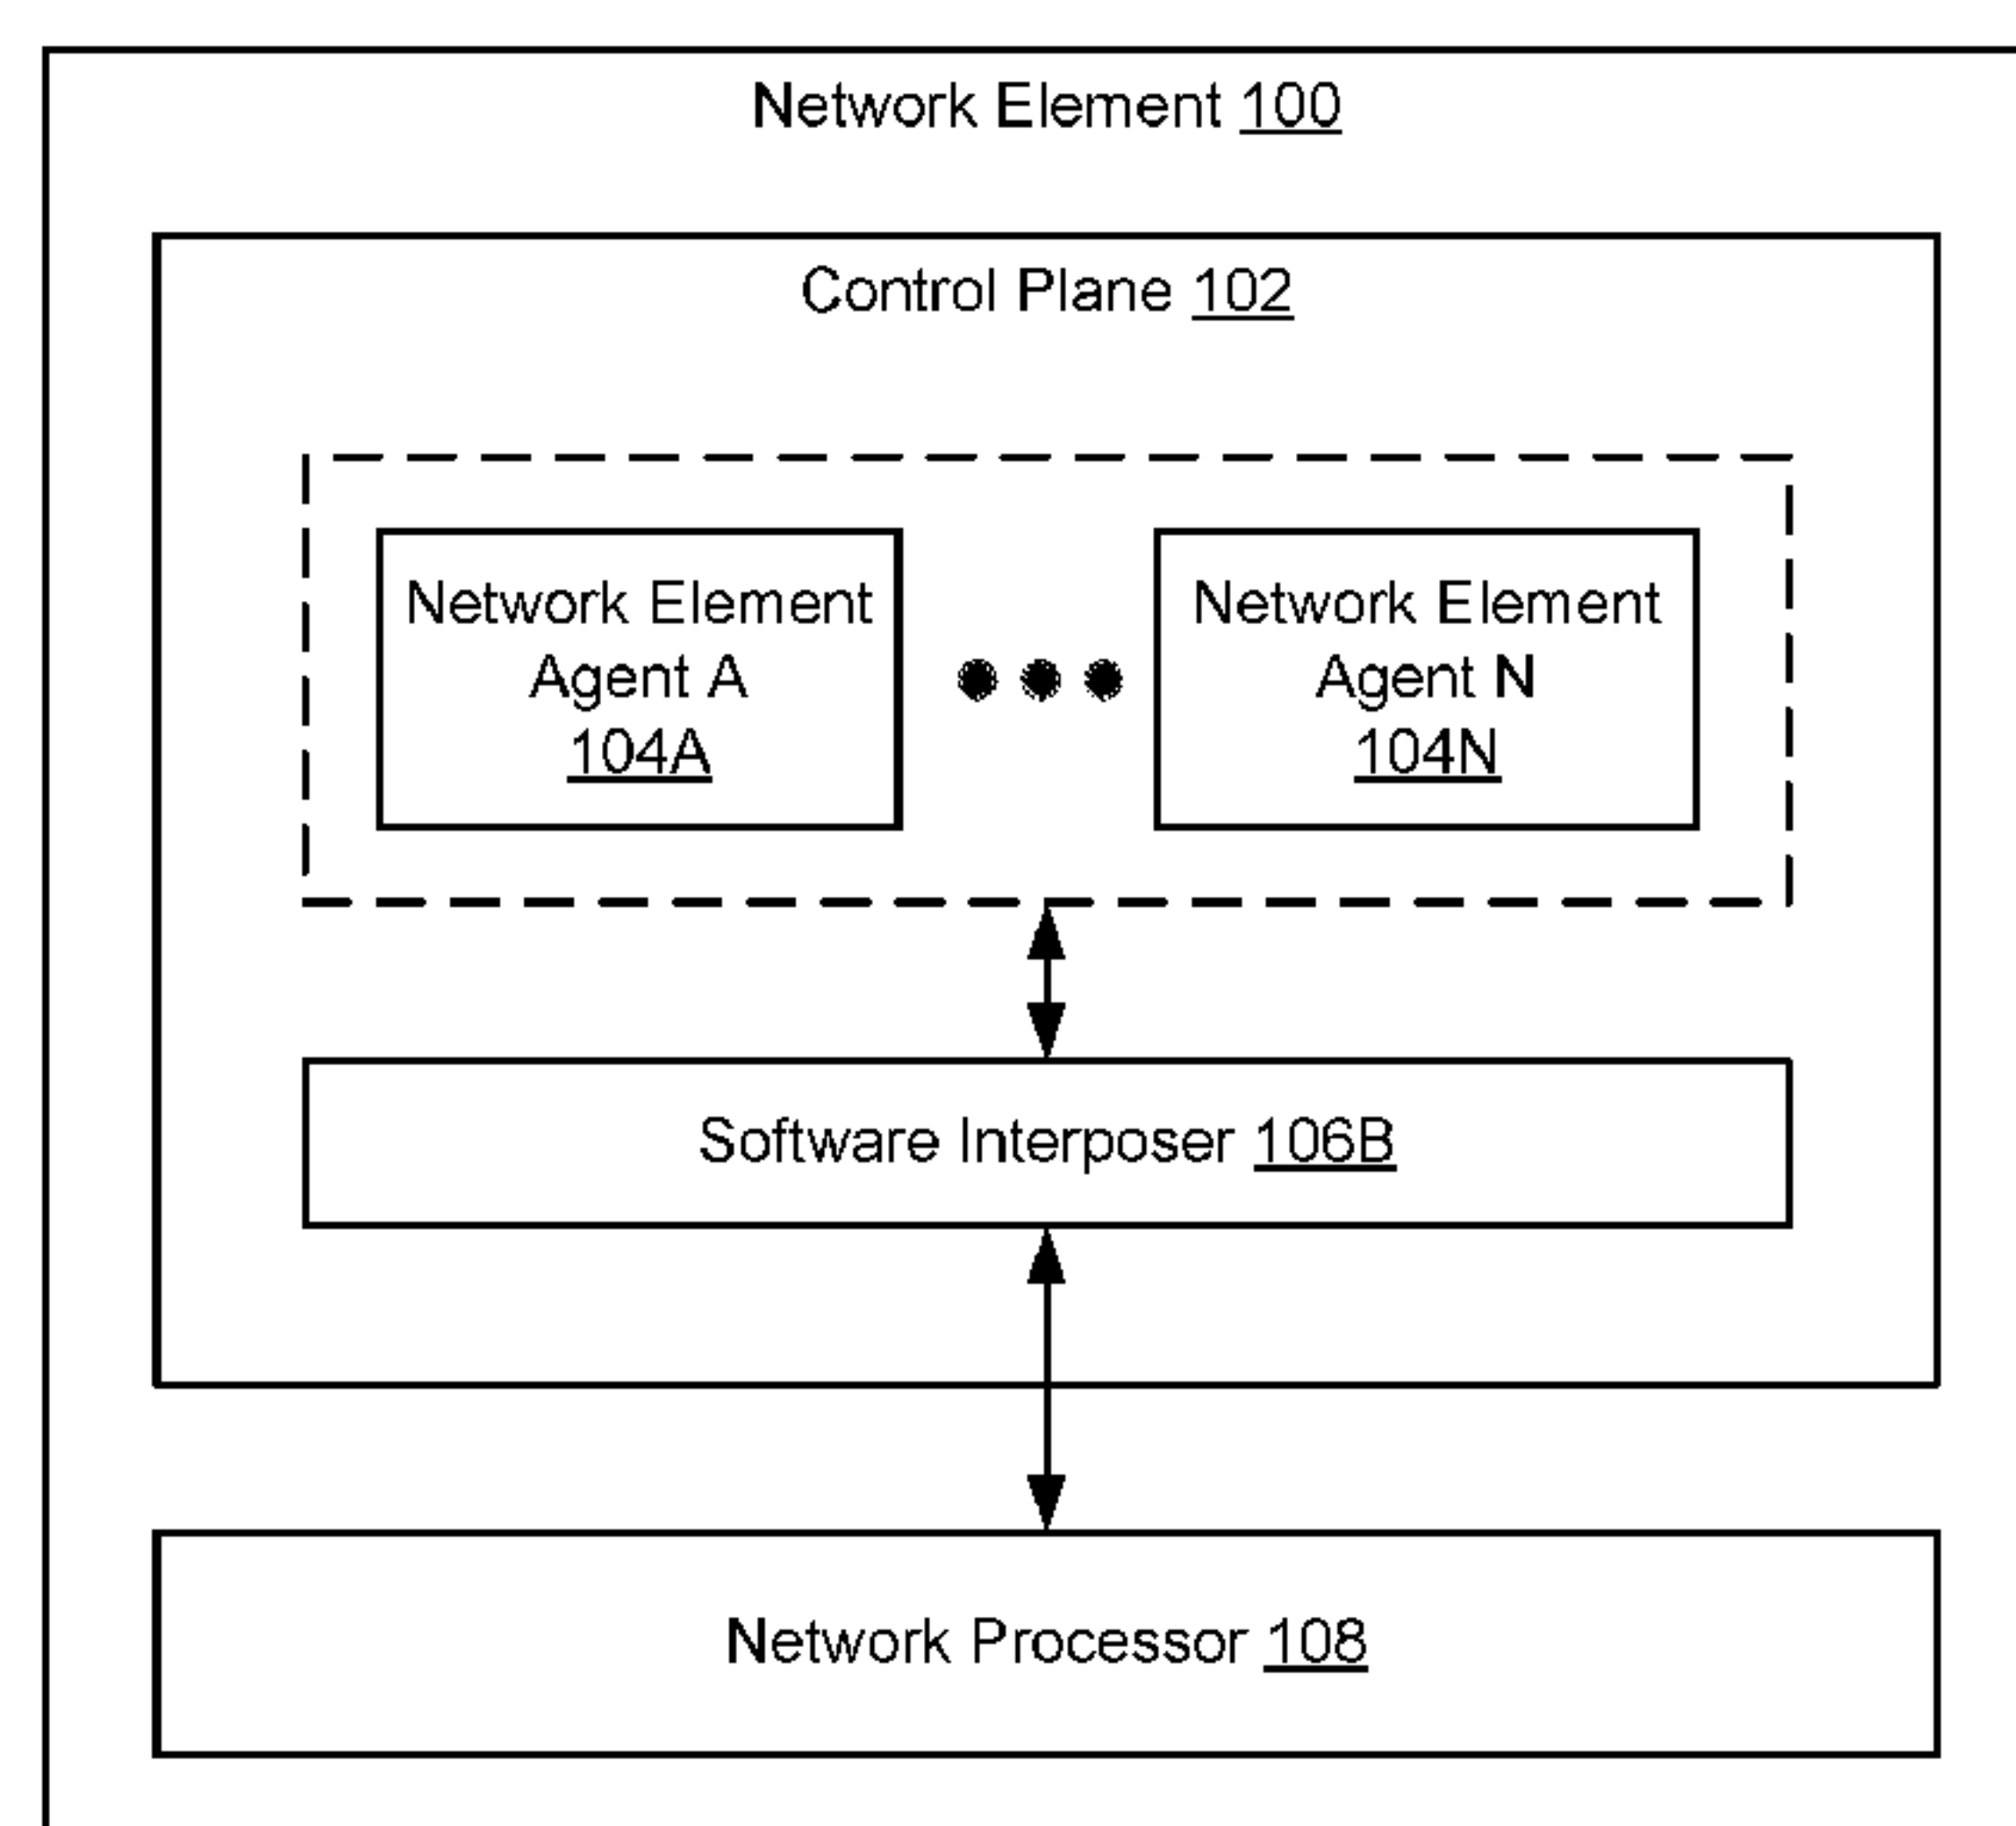 Network Element 100
Control Plane 102
Network Element
Agent A
104A
Network Element
Agent N
104N
Software Interposer 106B
Network Processor 108